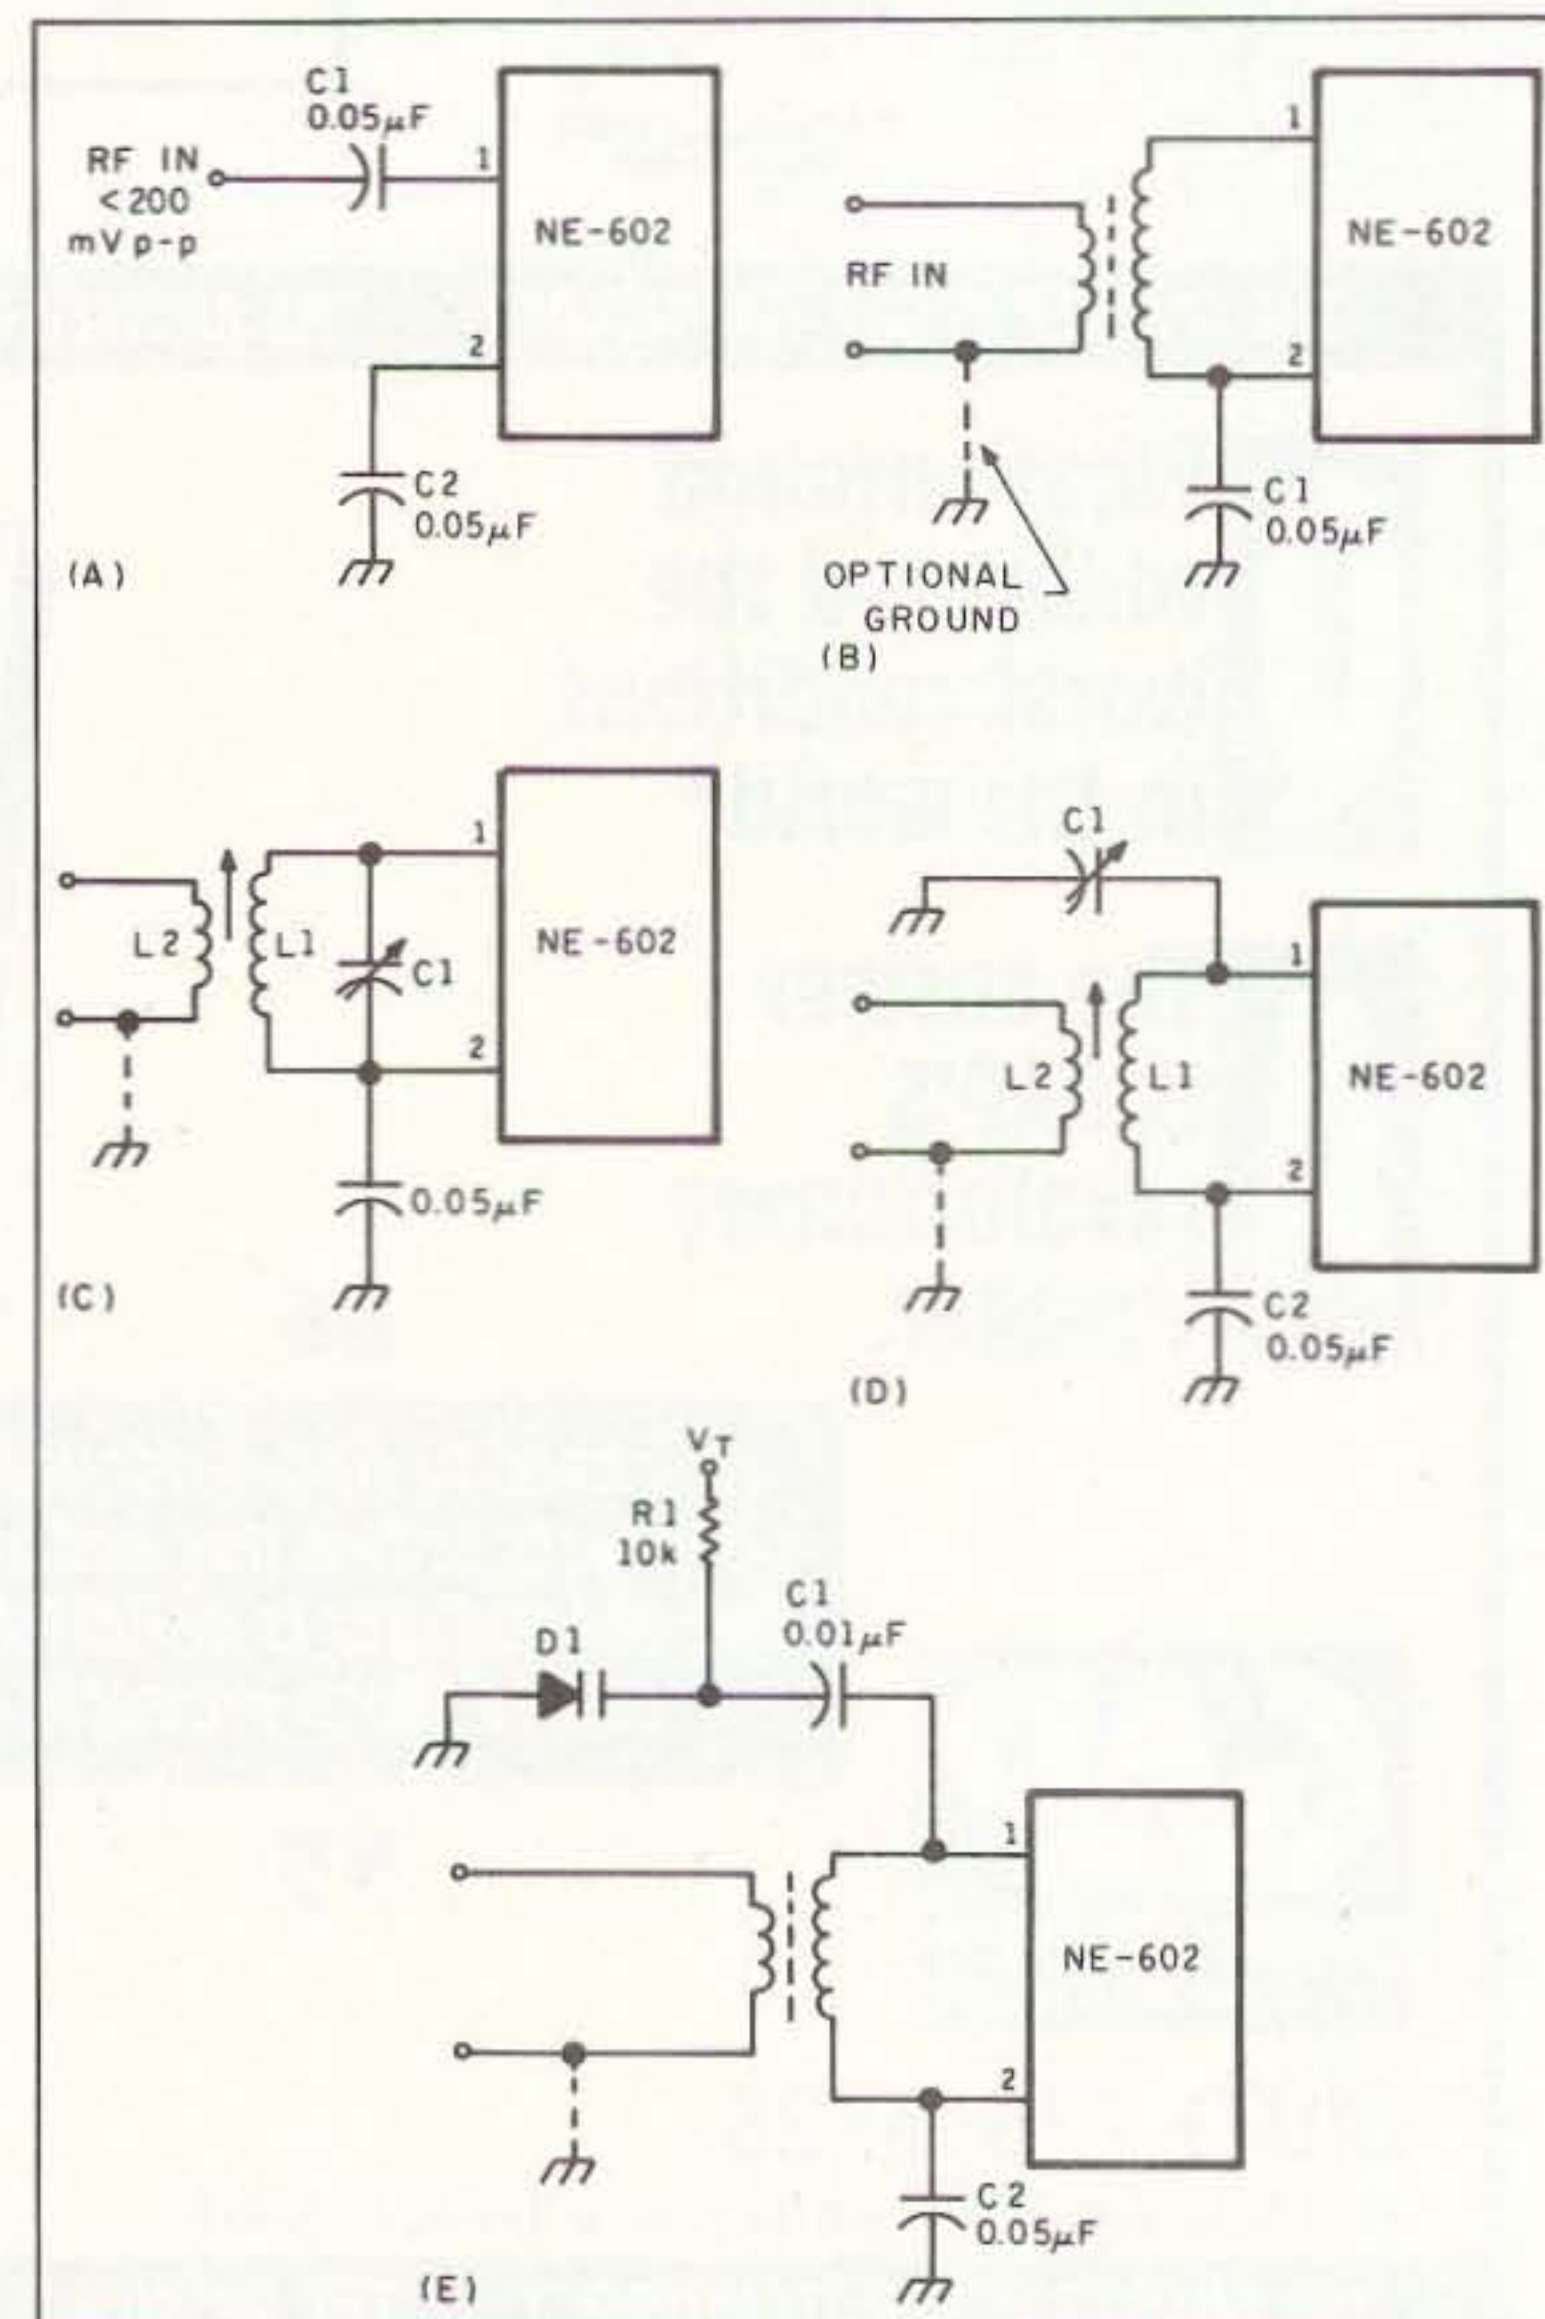 C1
0.05μF
RF IN
<200
mV p-p
1
NE-602
2
C2
0.05μF
(A)
1
RF IN
NE-602
2
C1
0.05μF
OPTIONAL
GROUND
(B)
1
L2
L1
C1
NE-602
2
0.05μF
(C)
C1
1
L2
L1
NE-602
2
C2
0.05μF
(D)
VT
R1
10k
C1
0.01μF
D1
1
NE-602
2
C2
0.05μF
(E)